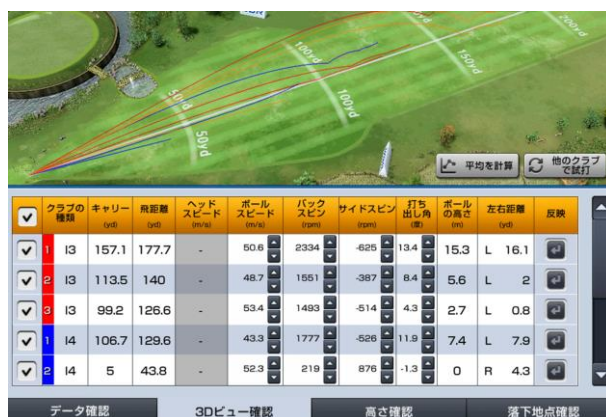 50yd
50yd
100yd
100yd
150yd
200yd
平均を計算
他のクラブ
で試打
クラブの
種類
キャリー
(yd)
飛距離
(yd)
ヘッド
スピード
(m/s)
ボール
スピード
(m/s)
バック
スピン
(rpm)
サイドスピン
(rpm)
打ち
出し角
(度)
ボール
の高さ
(m)
左右距離
(yd)
反映
1 I3 157.1 177.7 - 50.6 2334 -625 13.4 15.3 L 16.1
2 I3 113.5 140 - 48.7 1551 -387 8.4 5.6 L 2
3 I3 99.2 126.6 - 53.4 1493 -514 4.3 2.7 L 0.8
1 I4 106.7 129.6 - 43.3 1777 -526 11.9 7.4 L 7.9
2 I4 5 43.8 - 52.3 219 876 -1.3 0 R 4.3
データ確認 3Dビュー確認 高さ確認 落下地点確認